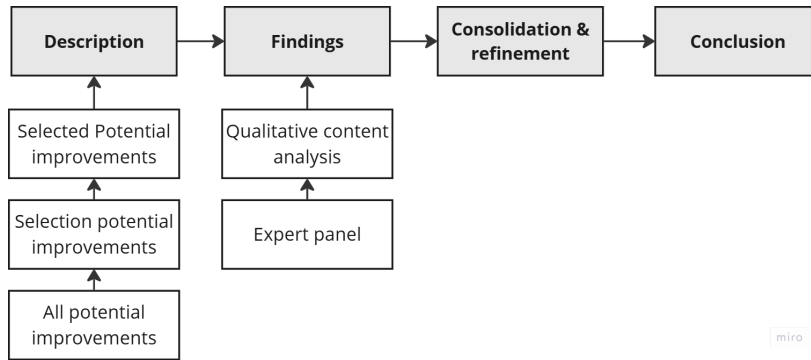 Description
Findings
Consolidation &
refinement
Conclusion
Selected Potential
improvements
Qualitative content
analysis
Selection potential
improvements
Expert panel
All potential
improvements
miro